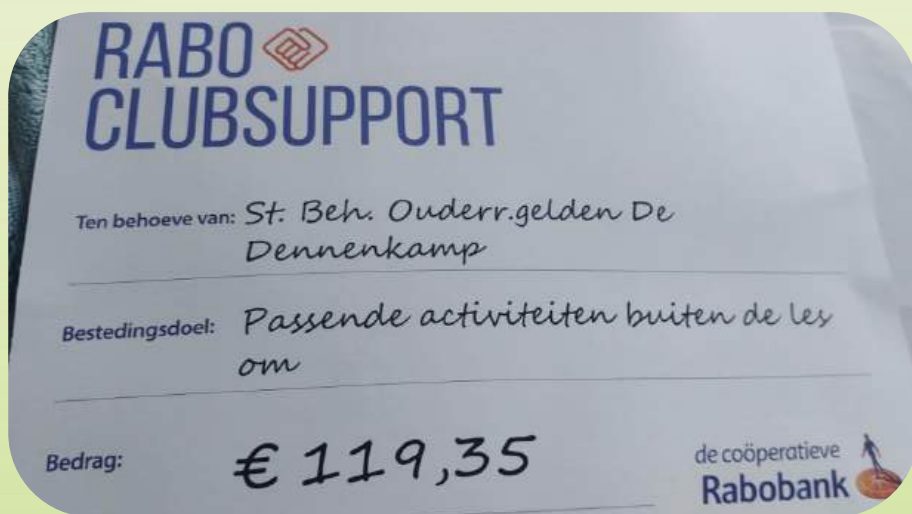 RABO
CLUBSUPPORT
Ten behoeve van: St. Beh. Ouderr.gelden De
Dennenkamp
Bestedingsdoel: Passende activiteiten buiten de les
om
Bedrag: € 119,35
de coöperatieve
Rabobank